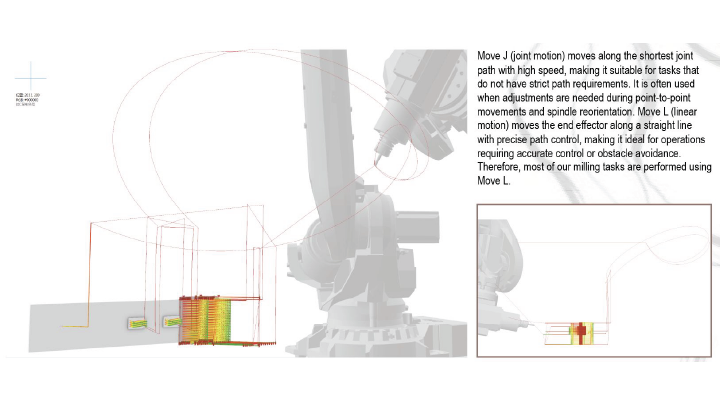 Move J (joint motion) moves along the shortest joint
path with high speed, making it suitable for tasks that
do not have strict path requirements. It is often used
when adjustments are needed during point-to-point
movements and spindle reorientation. Move L (linear
motion) moves the end effector along a straight line
with precise path control, making it ideal for operations
requiring accurate control or obstacle avoidance.
Therefore, most of our milling tasks are performed using
Move L.